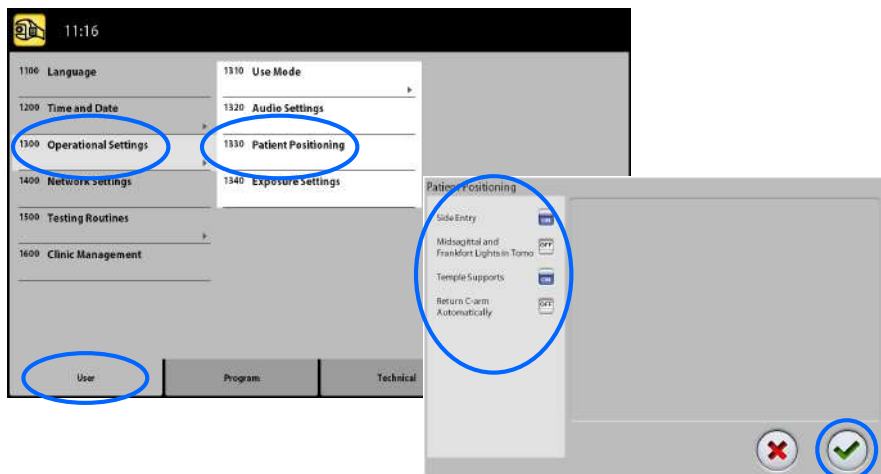 11:16
1100 Language
1200 Time and Date
1300 Operational Settings
1400 Network Settings
1500 Testing Routines
1600 Clinic Management
1310 Use Mode
1320 Audio Settings
1330 Patient Positioning
1340 Exposure Settings
User
Program
Technical
Patient Positioning
Side Entry
ON
Midsagittal and
Frankfort Lights in Tomo
OFF
Temple Supports
ON
Return C-arm
Automatically
OFF